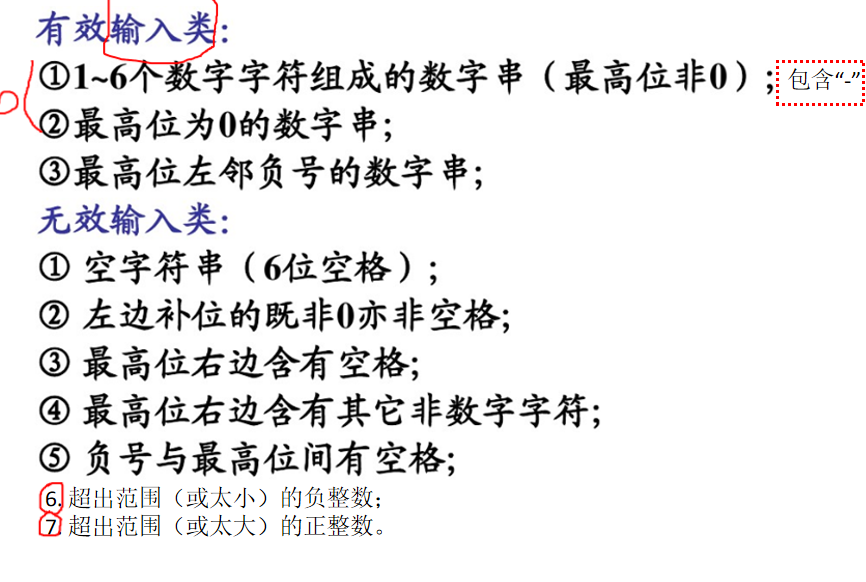 有效输入类:
①1~6个数字字符组成的数字串（最高位非0）; 包含“-”
②最高位为0的数字串;
③最高位左邻负号的数字串;
无效输入类:
① 空字符串（6位空格）;
② 左边补位的既非0亦非空格;
③ 最高位右边含有空格;
④ 最高位右边含有其它非数字字符;
⑤ 负号与最高位间有空格;
6. 超出范围（或太小）的负整数;
7. 超出范围（或太大）的正整数。